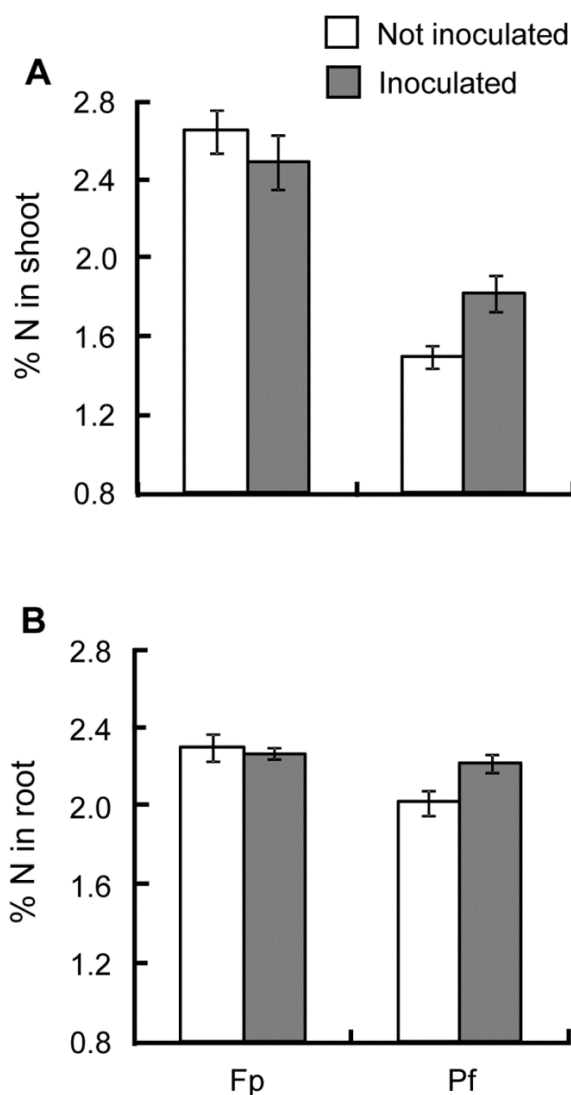 Not inoculated
Inoculated
A
2.8
2.4
2.0
1.6
1.2
0.8
% N in shoot
B
2.8
2.4
2.0
1.6
1.2
0.8
% N in root
Fp Pf